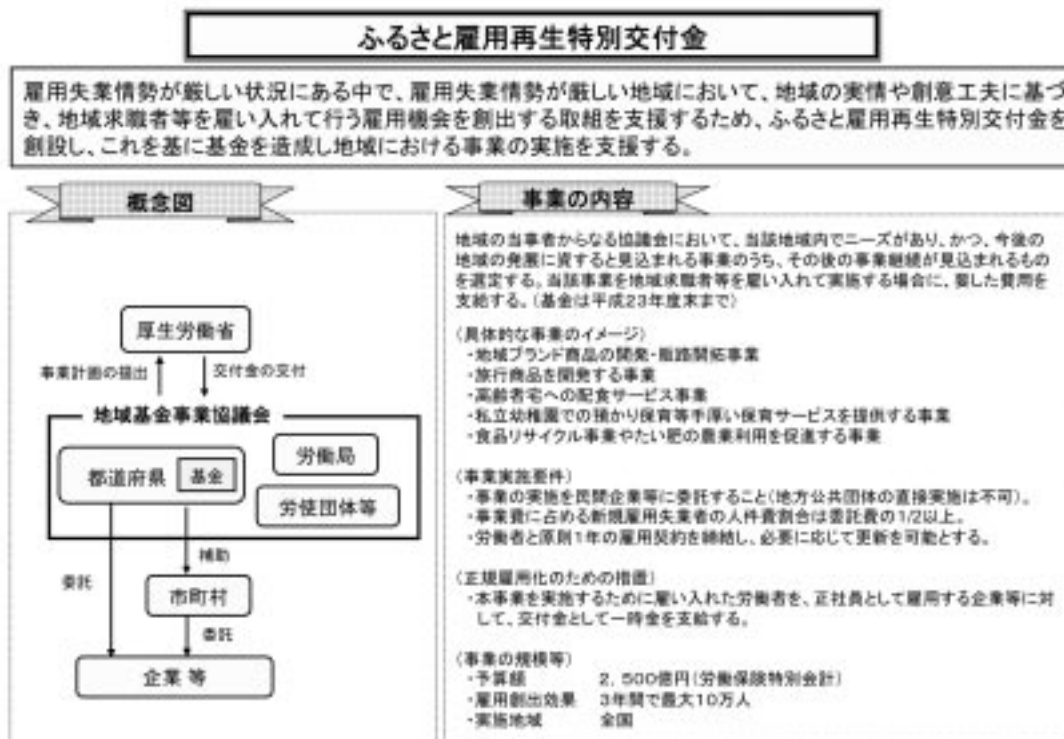 ふるさと雇用再生特別交付金
雇用失業情勢が厳しい状況にある中で、雇用失業情勢が厳しい地域において、地域の実情や創意工夫に基づ
き、地域求職者等を雇い入れて行う雇用機会を創出する取組を支援するため、ふるさと雇用再生特別交付金を
創設し、これを基に基金を造成し地域における事業の実施を支援する。
概念図
厚生労働省
事業計画の提出
交付金の交付
地域基金事業協議会
都道府県
基金
労働局
労使団体等
補助
委託
市町村
委託
企業 等
事業の内容
地域の当事者からなる協議会において、当該地域内でニーズがあり、かつ、今後の
地域の発展に資すると見込まれる事業のうち、その後の事業継続が見込まれるもの
を選定する。当該事業を地域求職者等を雇い入れて実施する場合に、要した費用を
支給する。(基金は平成23年度末まで)
(具体的な事業のイメージ)
・地域ブランド商品の開発・販路開拓事業
・旅行商品を開発する事業
・高齢者宅への配食サービス事業
・私立幼稚園での預かり保育等手厚い保育サービスを提供する事業
・食品リサイクル事業やたい肥の農業利用を促進する事業
(事業実施要件)
・事業の実施を民間企業等に委託すること(地方公共団体の直接実施は不可)。
・事業費に占める新規雇用失業者の人件費割合は委託費の1/2以上。
・労働者と原則1年の雇用契約を締結し、必要に応じて更新を可能とする。
(正規雇用化のための措置)
・本事業を実施するために雇い入れた労働者を、正社員として雇用する企業等に対
して、交付金として一時金を支給する。
(事業の規模等)
・予算額 2,500億円(労働保険特別会計)
・雇用創出効果 3年間で最大10万人
・実施地域 全国